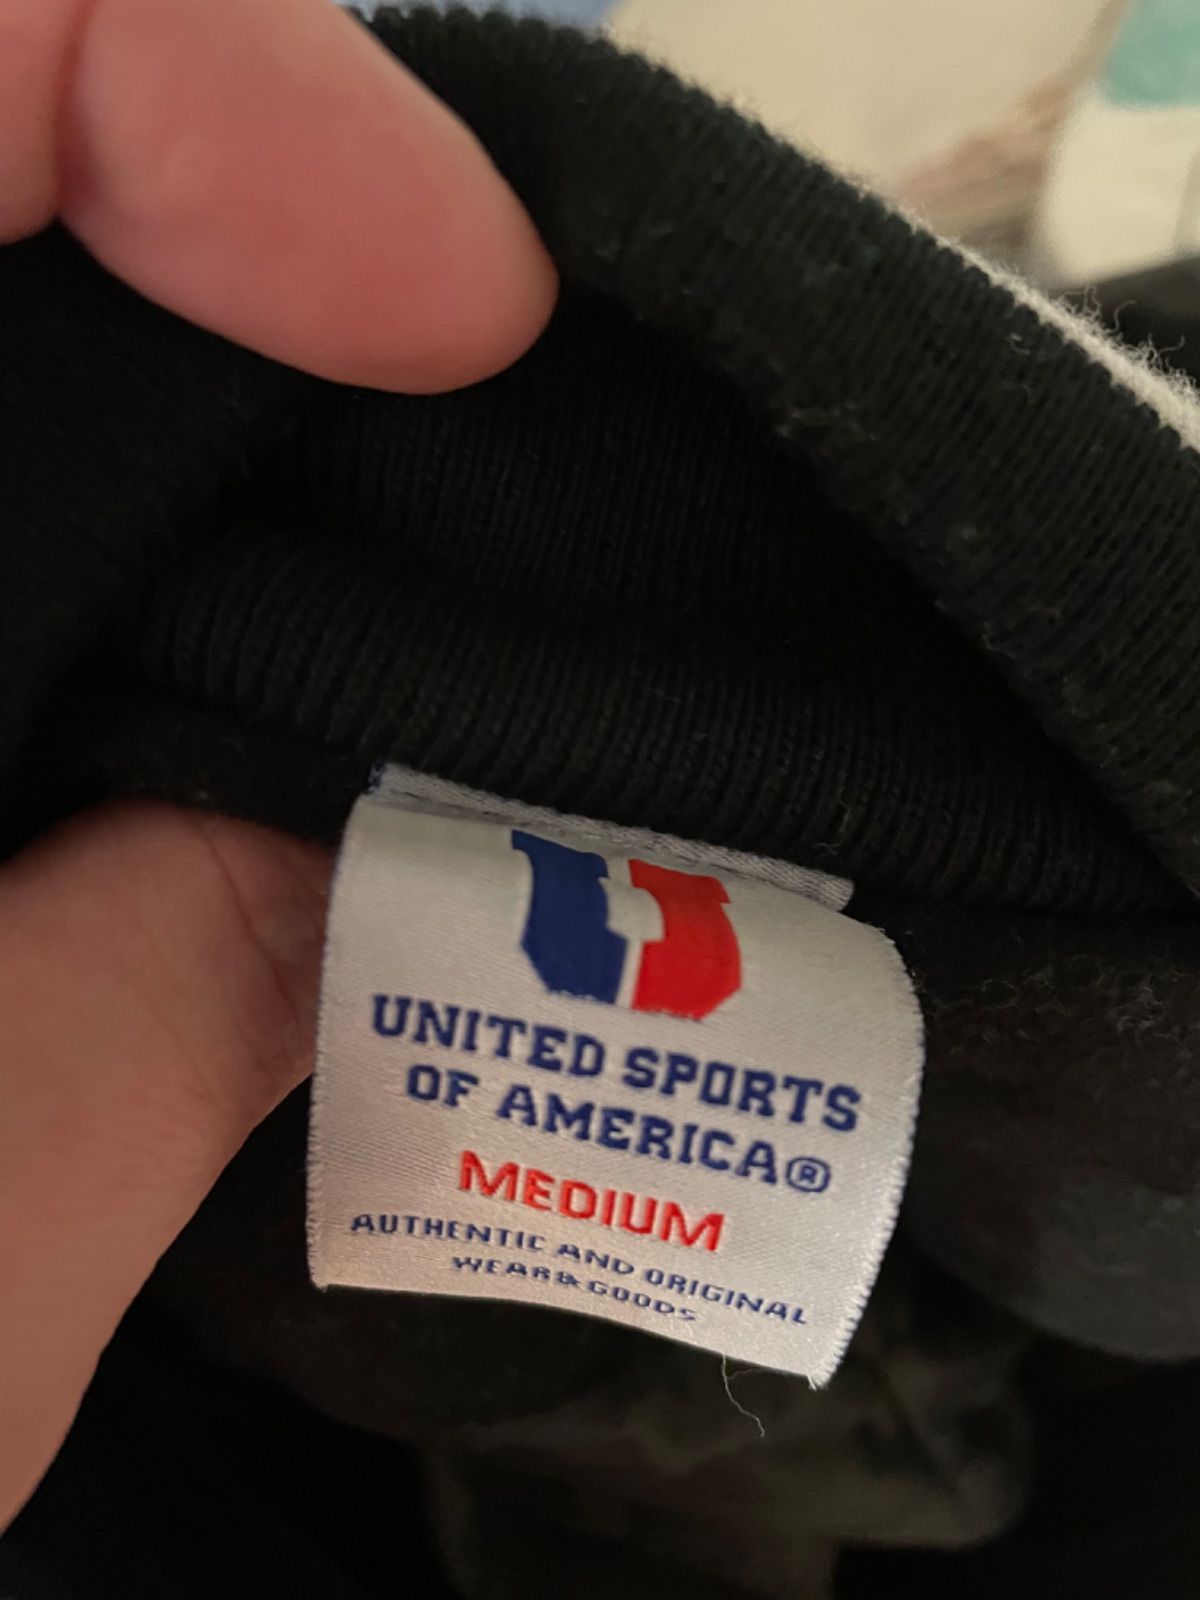 UNITED SPORTS
OF AMERICA®
MEDIUM
AUTHENTIC AND ORIGINAL
WEAR&GOODS